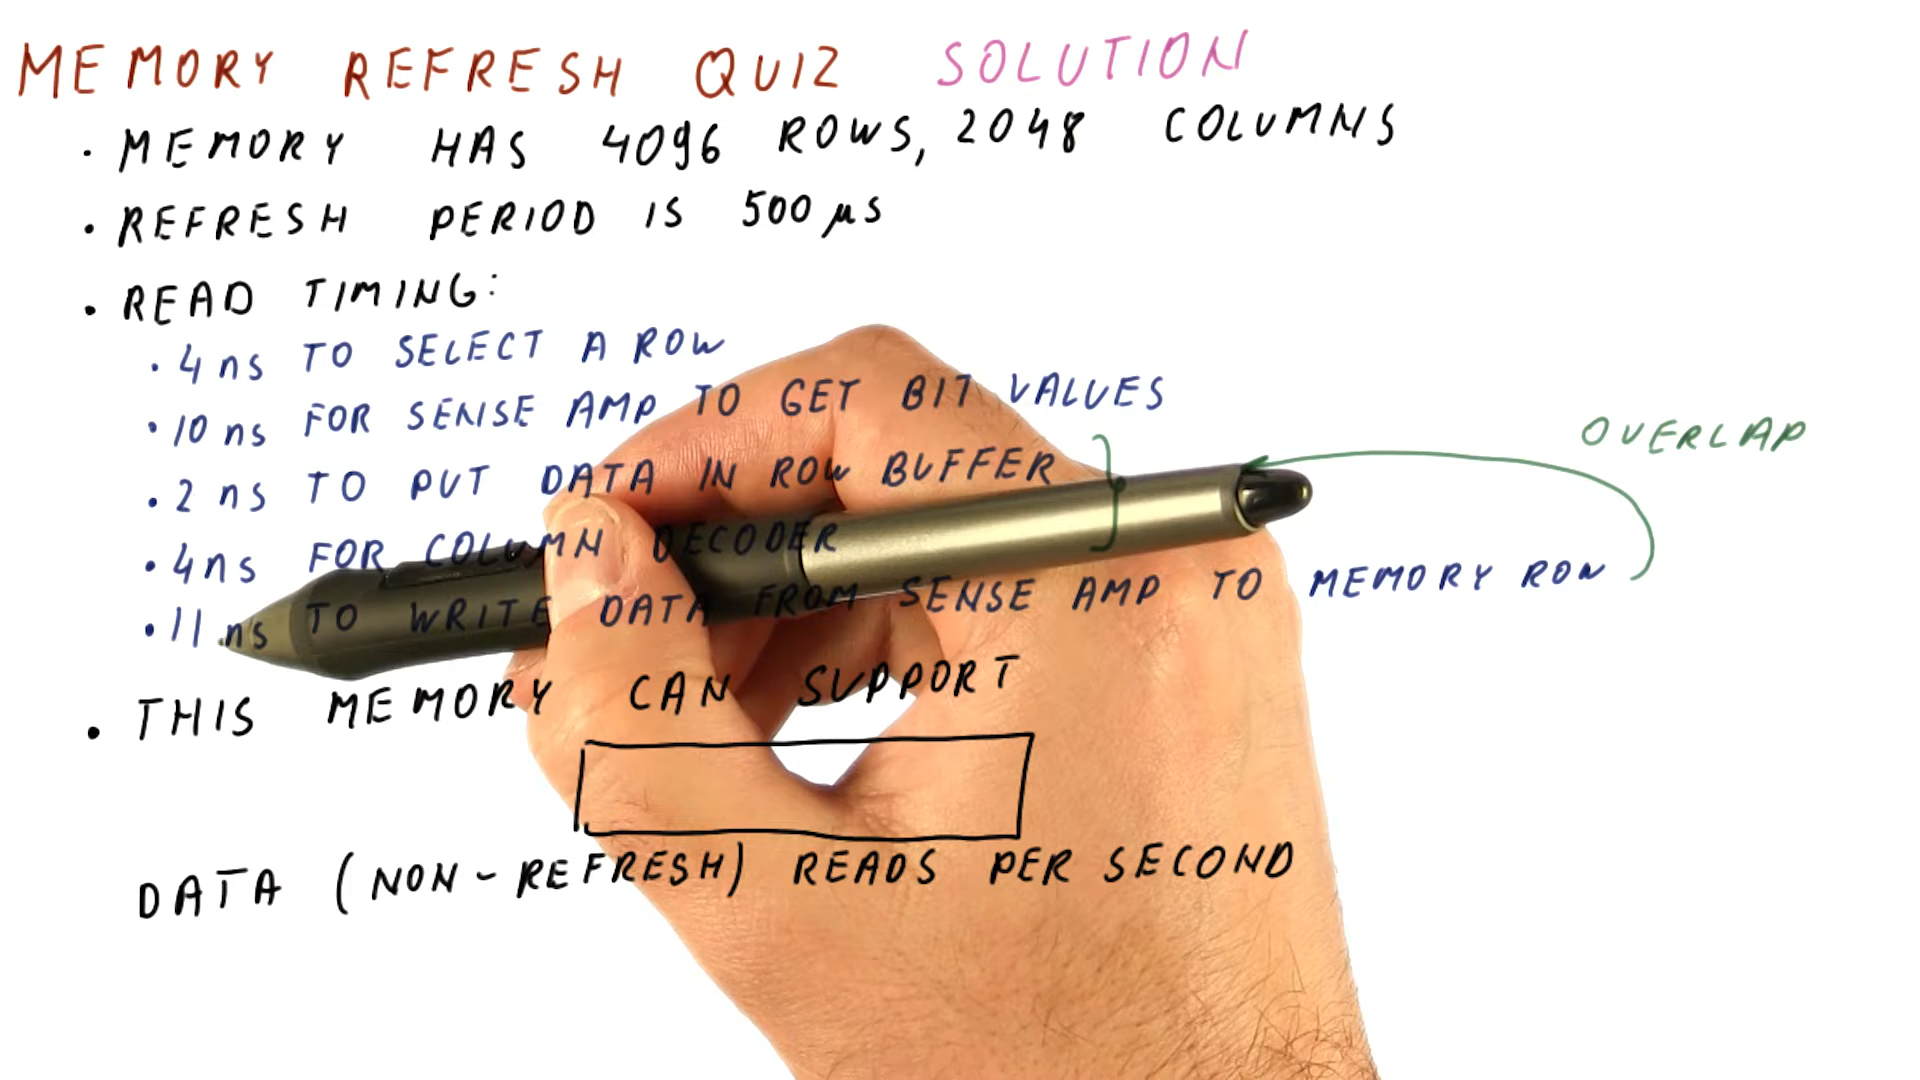 MEMORY REFRESH QUIZ SOLUTION
· MEMORY HAS 4096 ROWS, 2048 COLUMNS
· REFRESH PERIOD IS 500 μs
· READ TIMING:
· 4 ns TO SELECT A ROW
· 10 ns FOR SENSE AMP TO GET BIT VALUES
· 2 ns TO PUT DATA IN ROW BUFFER
OVERLAP
· 4 ns FOR COLUMN DECODER
· 11 ns TO WRITE DATA FROM SENSE AMP TO MEMORY ROW
· THIS MEMORY CAN SUPPORT
DATA (NON-REFRESH) READS PER SECOND